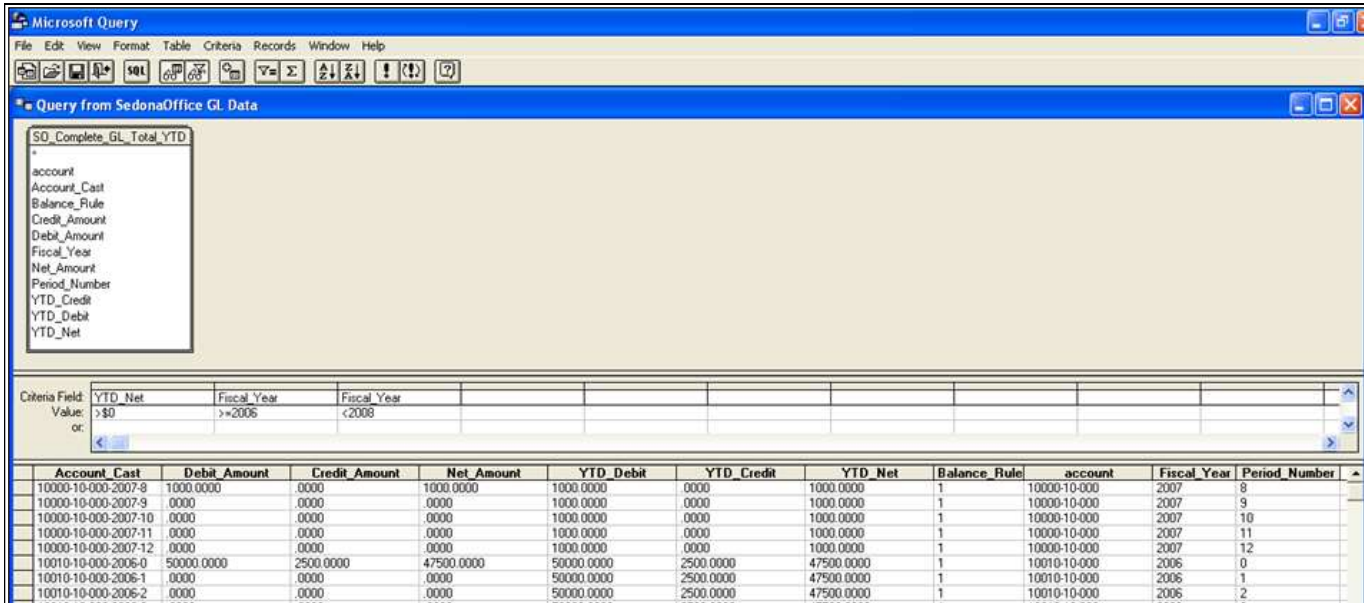 Microsoft Query
File Edit View Format Table Criteria Records Window Help
SQL
Query from SedonaOffice GL Data
SO_Complete_GL_Total_YTD
*
account
Account_Cast
Balance_Rule
Credit_Amount
Debit_Amount
Fiscal_Year
Net_Amount
Period_Number
YTD_Credit
YTD_Debit
YTD_Net
Criteria Field: YTD_Net Fiscal_Year Fiscal_Year
Value: >$0 >=2006 <2008
or:
Account_Cast Debit_Amount Credit_Amount Net_Amount YTD_Debit YTD_Credit YTD_Net Balance_Rule account Fiscal_Year Period_Number
10000-10-000-2007-8 1000.0000 .0000 1000.0000 1000.0000 .0000 1000.0000 1 10000-10-000 2007 8
10000-10-000-2007-9 .0000 .0000 .0000 1000.0000 .0000 1000.0000 1 10000-10-000 2007 9
10000-10-000-2007-10 .0000 .0000 .0000 1000.0000 .0000 1000.0000 1 10000-10-000 2007 10
10000-10-000-2007-11 .0000 .0000 .0000 1000.0000 .0000 1000.0000 1 10000-10-000 2007 11
10000-10-000-2007-12 .0000 .0000 .0000 1000.0000 .0000 1000.0000 1 10000-10-000 2007 12
10010-10-000-2006-0 50000.0000 2500.0000 47500.0000 50000.0000 2500.0000 47500.0000 1 10010-10-000 2006 0
10010-10-000-2006-1 .0000 .0000 .0000 50000.0000 2500.0000 47500.0000 1 10010-10-000 2006 1
10010-10-000-2006-2 .0000 .0000 .0000 50000.0000 2500.0000 47500.0000 1 10010-10-000 2006 2